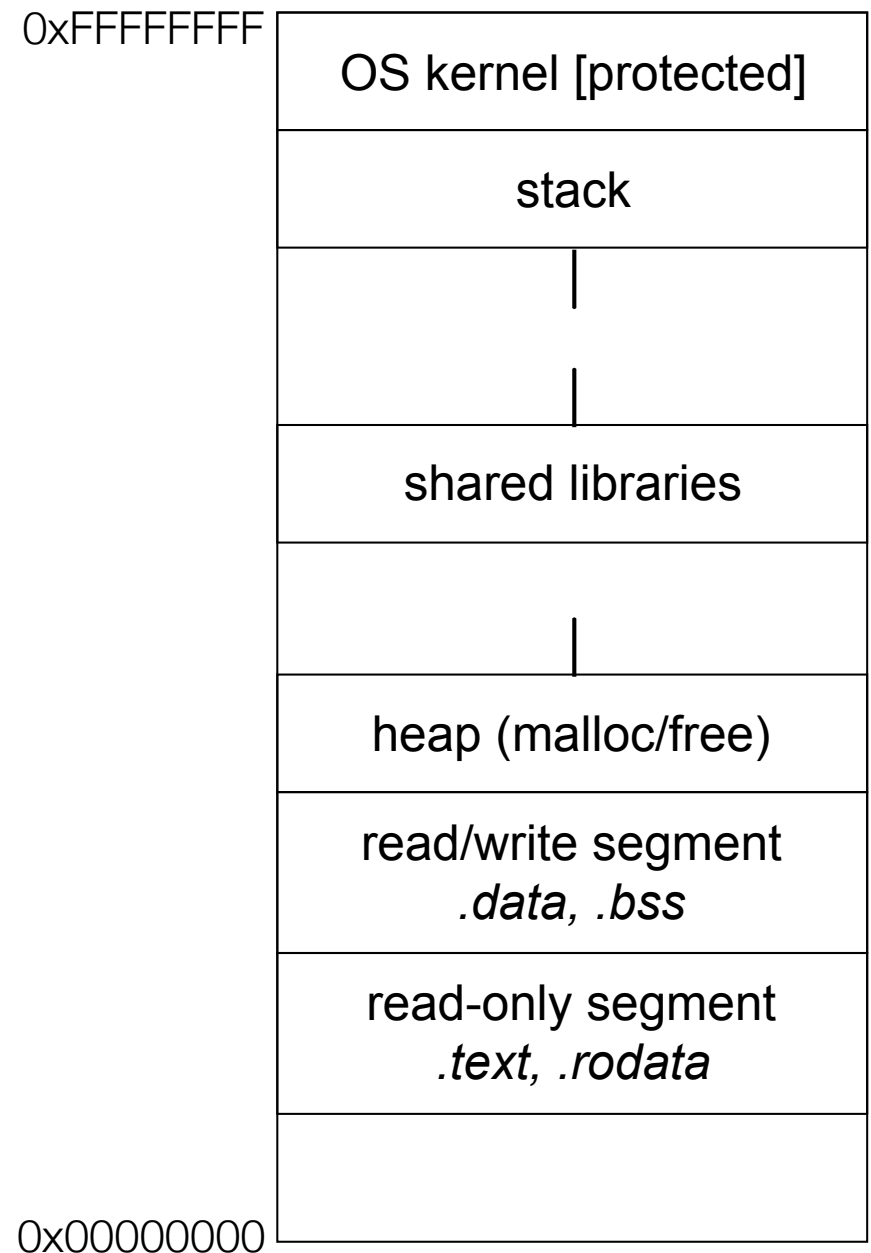 0xFFFFFFFF
OS kernel [protected]
stack
shared libraries
heap (malloc/free)
read/write segment
.data, .bss
read-only segment
.text, .rodata
0x00000000